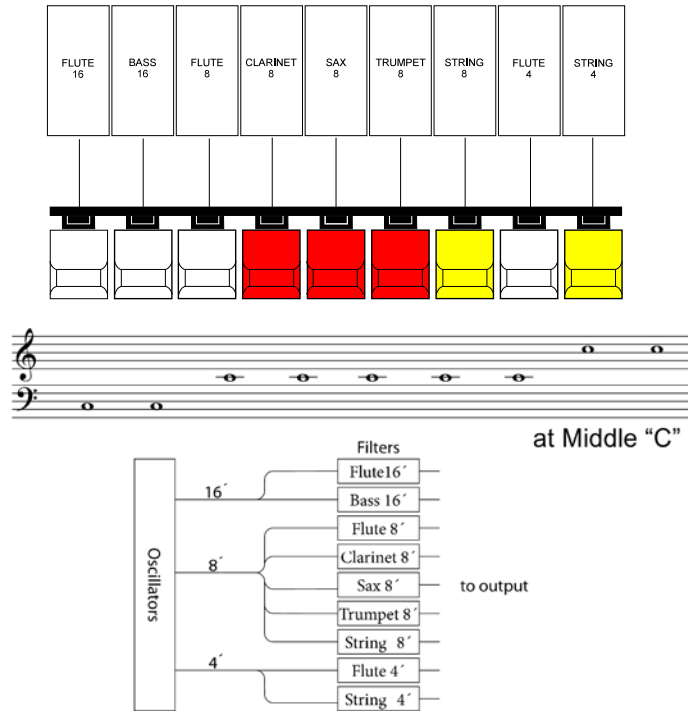 FLUTE
16
BASS
16
FLUTE
8
CLARINET
8
SAX
8
TRUMPET
8
STRING
8
FLUTE
4
STRING
4
at Middle “C”
Filters
Oscillators
16´
8´
4´
Flute16´
Bass 16´
Flute 8´
Clarinet 8´
Sax 8´
Trumpet 8´
String 8´
Flute 4´
String 4´
to output